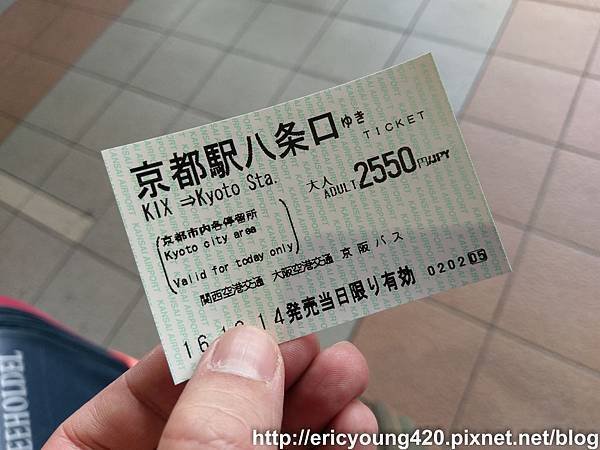 京都駅八条口ゆき TICKET
KIX ⇒Kyoto Sta. 大人 ADULT 2550円/JPY
(京都市内各停留所
Kyoto city area
Valid for today only)
関西空港交通 大阪空港交通 京阪バス
14発売当日限り有効 020205
KANSAI AIRPORT
EEHOLDEL
http://ericyoung420.pixnet.net/blog